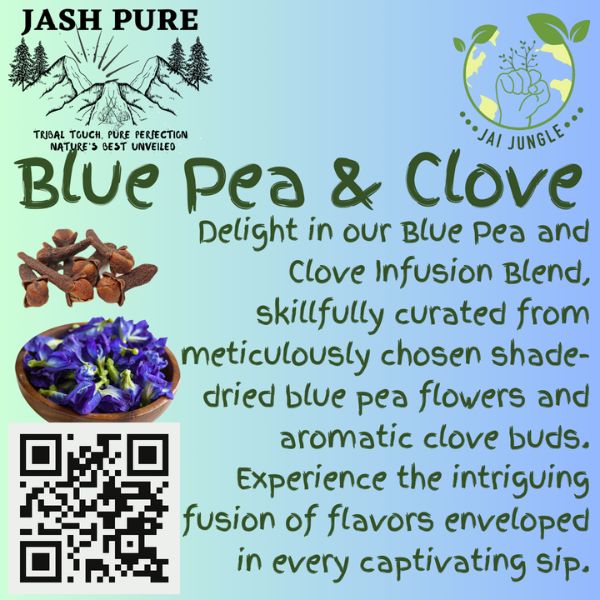 JASH PURE
TRIBAL TOUCH, PURE PERFECTION
NATURE'S BEST UNVEILED
JAI JUNGLE
Blue Pea & Clove
Delight in our Blue Pea and
Clove Infusion Blend,
skillfully curated from
meticulously chosen shade-
dried blue pea flowers and
aromatic clove buds.
Experience the intriguing
fusion of flavors enveloped
in every captivating sip.